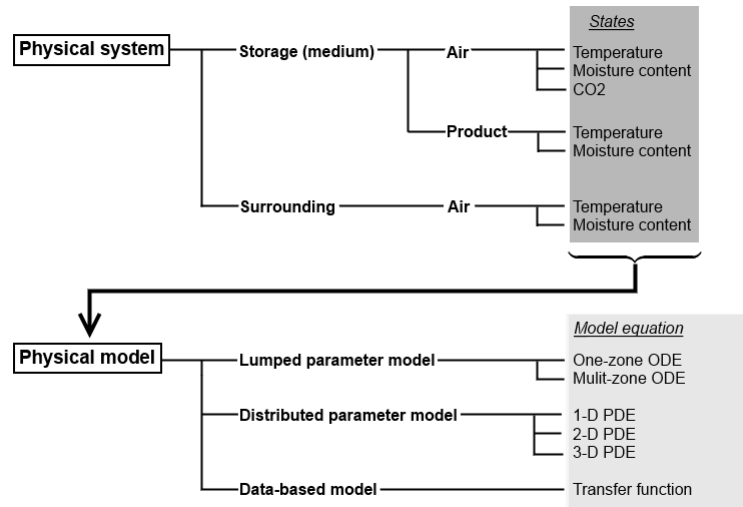 States
Physical system
Storage (medium)
Air
Temperature
Moisture content
CO2
Product
Temperature
Moisture content
Surrounding
Air
Temperature
Moisture content
Model equation
Physical model
Lumped parameter model
One-zone ODE
Mulit-zone ODE
Distributed parameter model
1-D PDE
2-D PDE
3-D PDE
Data-based model
Transfer function